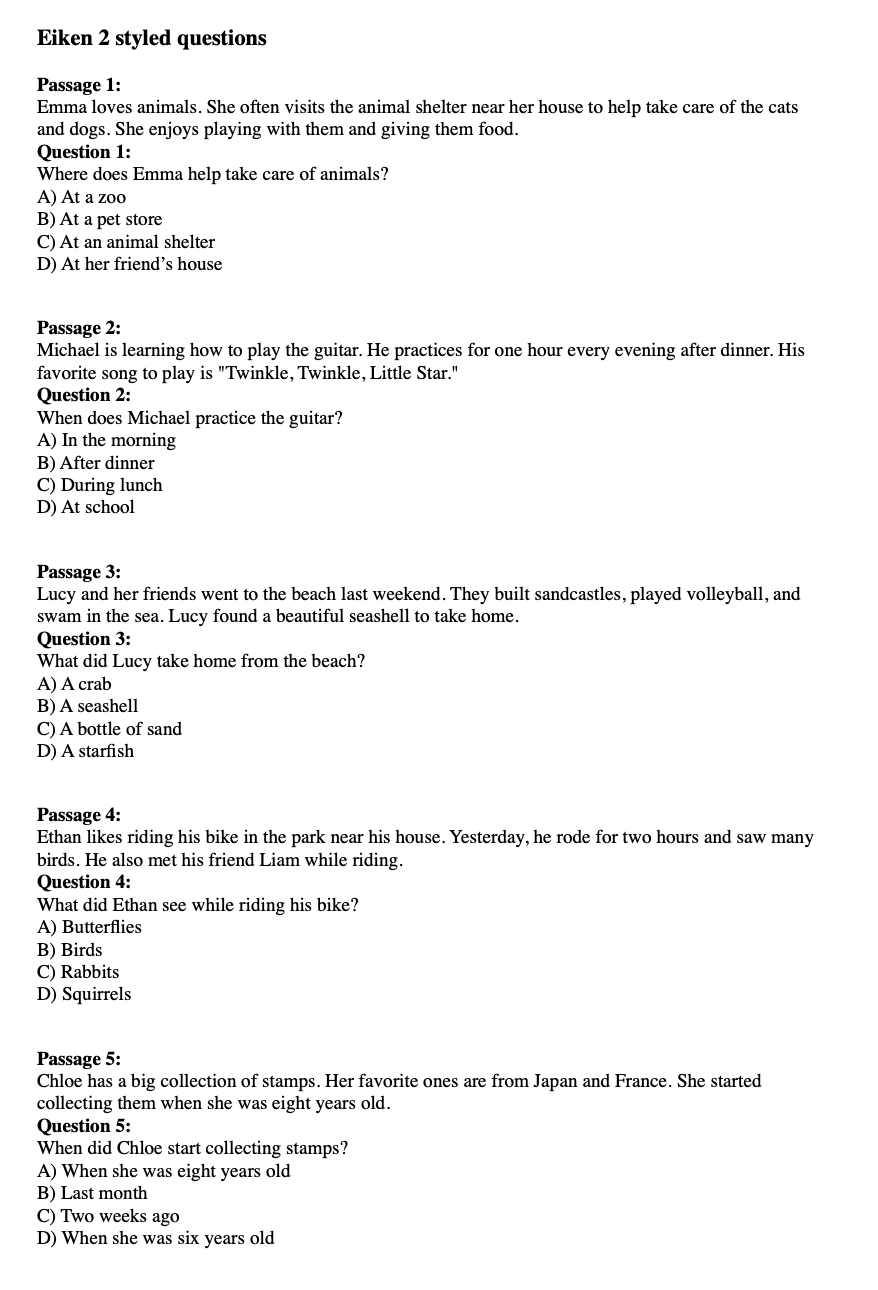 Eiken 2 styled questions
Passage 1:
Emma loves animals. She often visits the animal shelter near her house to help take care of the cats
and dogs. She enjoys playing with them and giving them food.
Question 1:
Where does Emma help take care of animals?
A) At a zoo
B) At a pet store
C) At an animal shelter
D) At her friend’s house
Passage 2:
Michael is learning how to play the guitar. He practices for one hour every evening after dinner. His
favorite song to play is "Twinkle, Twinkle, Little Star."
Question 2:
When does Michael practice the guitar?
A) In the morning
B) After dinner
C) During lunch
D) At school
Passage 3:
Lucy and her friends went to the beach last weekend. They built sandcastles, played volleyball, and
swam in the sea. Lucy found a beautiful seashell to take home.
Question 3:
What did Lucy take home from the beach?
A) A crab
B) A seashell
C) A bottle of sand
D) A starfish
Passage 4:
Ethan likes riding his bike in the park near his house. Yesterday, he rode for two hours and saw many
birds. He also met his friend Liam while riding.
Question 4:
What did Ethan see while riding his bike?
A) Butterflies
B) Birds
C) Rabbits
D) Squirrels
Passage 5:
Chloe has a big collection of stamps. Her favorite ones are from Japan and France. She started
collecting them when she was eight years old.
Question 5:
When did Chloe start collecting stamps?
A) When she was eight years old
B) Last month
C) Two weeks ago
D) When she was six years old